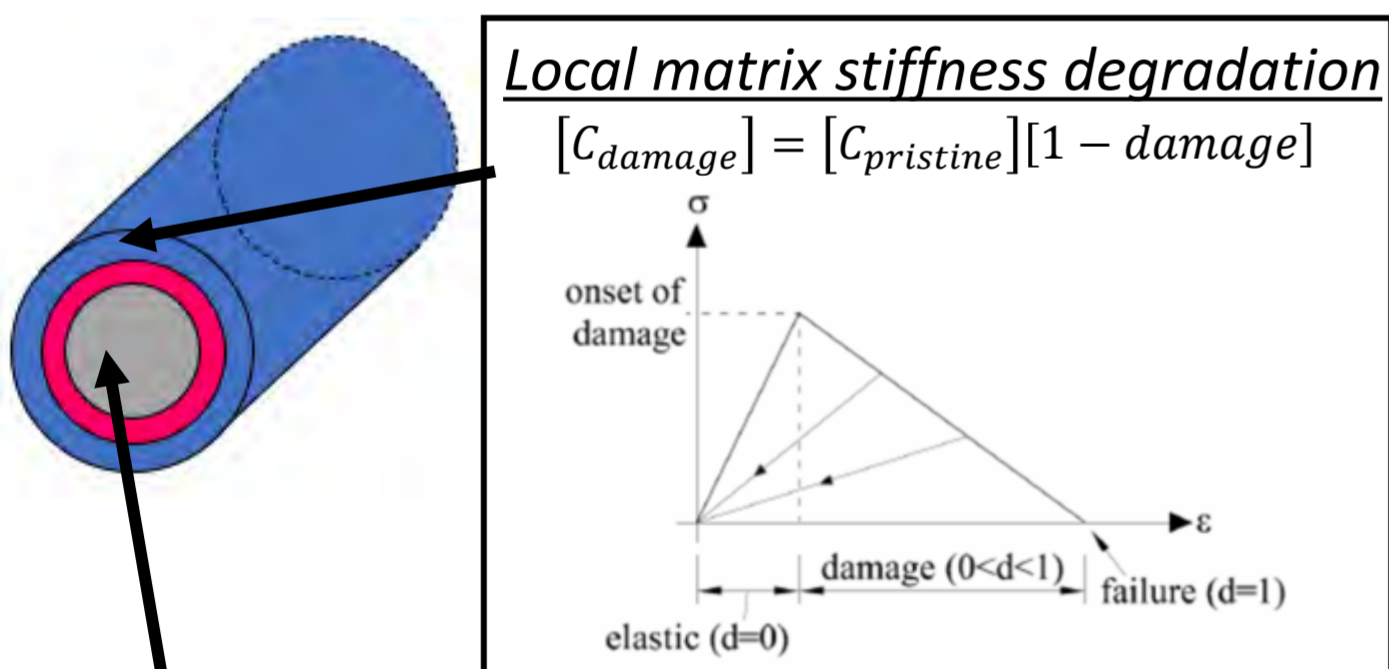 Local matrix stiffness degradation
[C_damage] = [C_pristine][1 − damage]
σ
onset of
damage
ε
damage (0<d<1)
failure (d=1)
elastic (d=0)